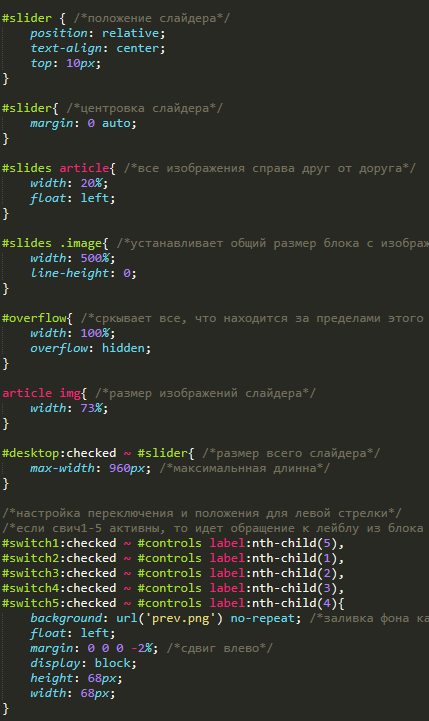 #slider { /*положение слайдера*/
position: relative;
text-align: center;
top: 10px;
}
#slider{ /*центровка слайдера*/
margin: 0 auto;
}
#slides article{ /*все изображения справа друг от доруга*/
width: 20%;
float: left;
}
#slides .image{ /*устанавливает общий размер блока с изображ
width: 500%;
line-height: 0;
}
#overflow{ /*сркывает все, что находится за пределами этого
width: 100%;
overflow: hidden;
}
article img{ /*размер изображений слайдера*/
width: 73%;
}
#desktop:checked ~ #slider{ /*размер всего слайдера*/
max-width: 960px; /*максимальнная длинна*/
}
/*настройка переключения и положения для левой стрелки*/
/*если свич1-5 активны, то идет обращение к лейблу из блока
#switch1:checked ~ #controls label:nth-child(5),
#switch2:checked ~ #controls label:nth-child(1),
#switch3:checked ~ #controls label:nth-child(2),
#switch4:checked ~ #controls label:nth-child(3),
#switch5:checked ~ #controls label:nth-child(4){
background: url('prev.png') no-repeat; /*заливка фона ка
float: left;
margin: 0 0 0 -2%; /*сдвиг влево*/
display: block;
height: 68px;
width: 68px;
}